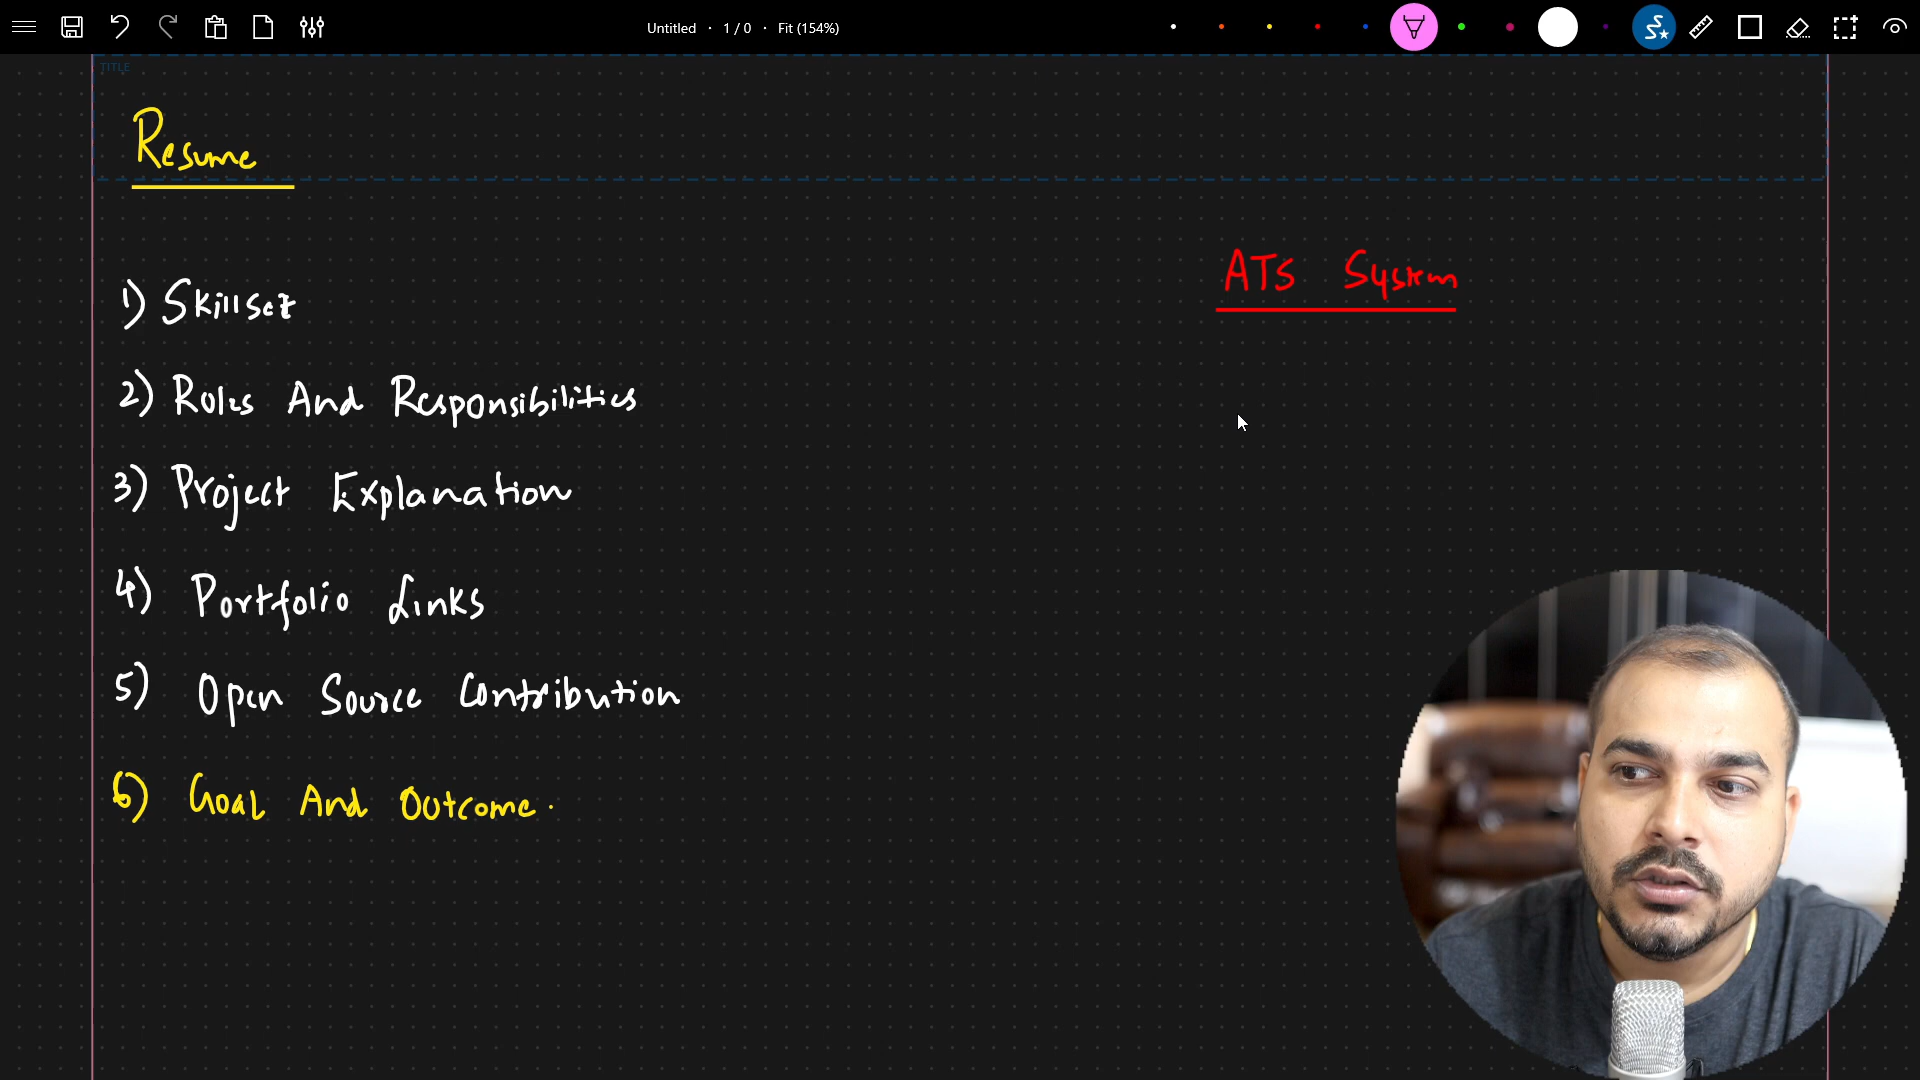 Untitled · 1 / 0 · Fit (154%)
TITLE
Resume
ATS System
1) Skillset
2) Roles And Responsibilities
3) Project Explanation
4) Portfolio Links
5) Open Source Contribution
6) Goal And Outcome.